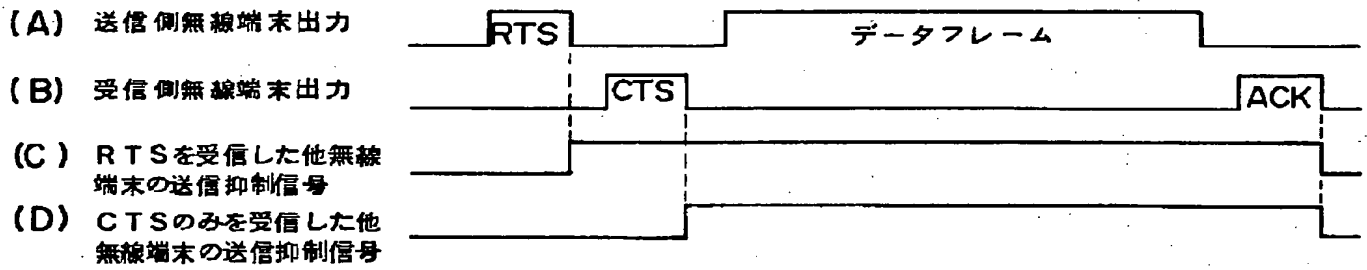 (A) 送信側無線端末出力
RTS
データフレーム
(B) 受信側無線端末出力
CTS
ACK
(C) RTSを受信した他無線
端末の送信抑制信号
(D) CTSのみを受信した他
無線端末の送信抑制信号